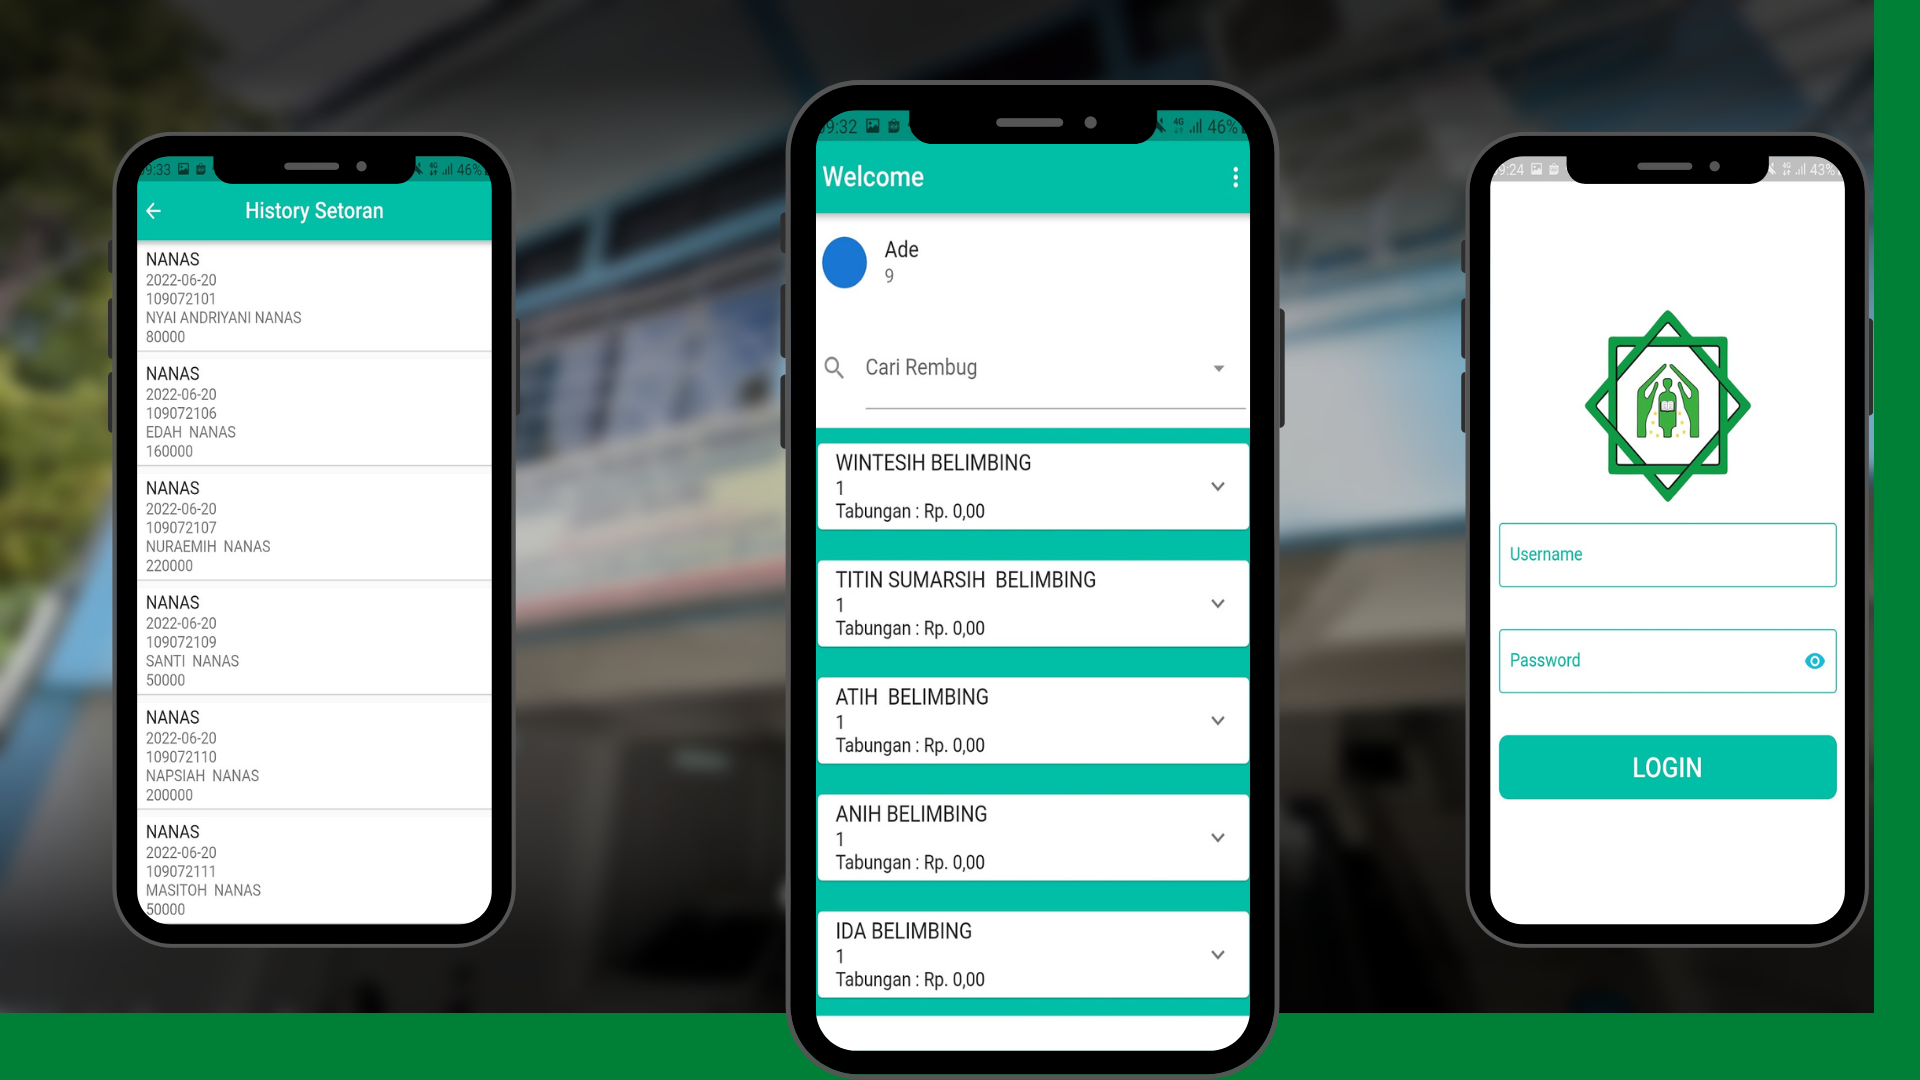 9:33
46%
History Setoran
NANAS
2022-06-20
109072101
NYAI ANDRIYANI NANAS
80000
NANAS
2022-06-20
109072106
EDAH NANAS
160000
NANAS
2022-06-20
109072107
NURAEMIH NANAS
220000
NANAS
2022-06-20
109072109
SANTI NANAS
50000
NANAS
2022-06-20
109072110
NAPSIAH NANAS
200000
NANAS
2022-06-20
109072111
MASITOH NANAS
50000
9:32
4G
46%
Welcome
Ade
9
Cari Rembug
WINTESIH BELIMBING
1
Tabungan : Rp. 0,00
TITIN SUMARSIH BELIMBING
1
Tabungan : Rp. 0,00
ATIH BELIMBING
1
Tabungan : Rp. 0,00
ANIH BELIMBING
1
Tabungan : Rp. 0,00
IDA BELIMBING
1
Tabungan : Rp. 0,00
9:24
43%
Username
Password
LOGIN